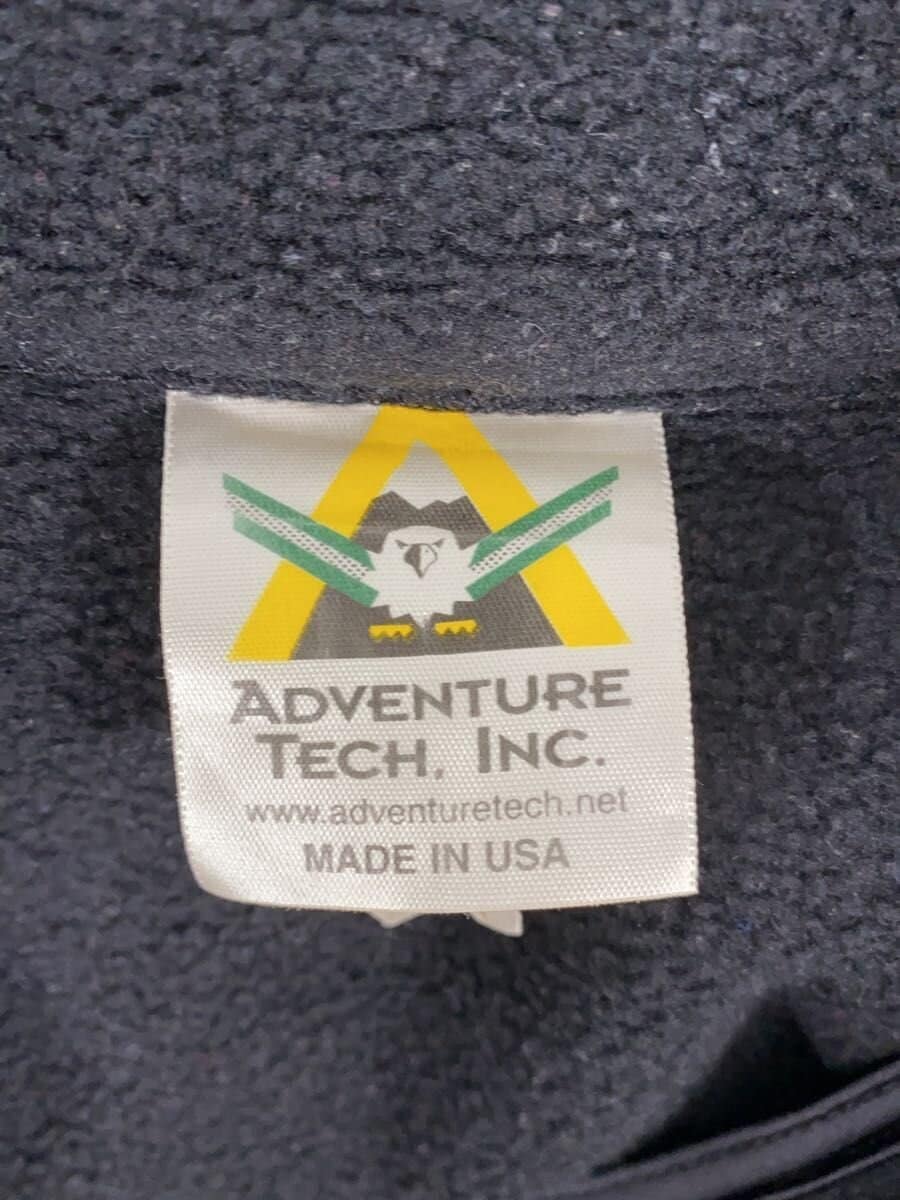 ADVENTURE
TECH, INC.
www.adventuretech.net
MADE IN USA